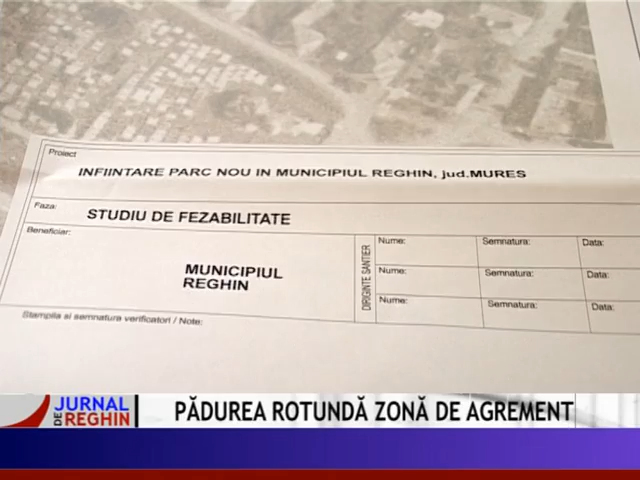 Proiect
INFIINTARE PARC NOU IN MUNICIPIUL REGHIN, jud.MURES
Faza:
STUDIU DE FEZABILITATE
Beneficiar:
MUNICIPIUL
REGHIN
DIRIGINTE SANTIER
Nume: Semnatura: Data:
Nume: Semnatura: Data:
Nume: Semnatura: Data:
Stampila si semnatura verificatori / Note:
JURNAL
DE REGHIN
PĂDUREA ROTUNDĂ ZONĂ DE AGREMENT